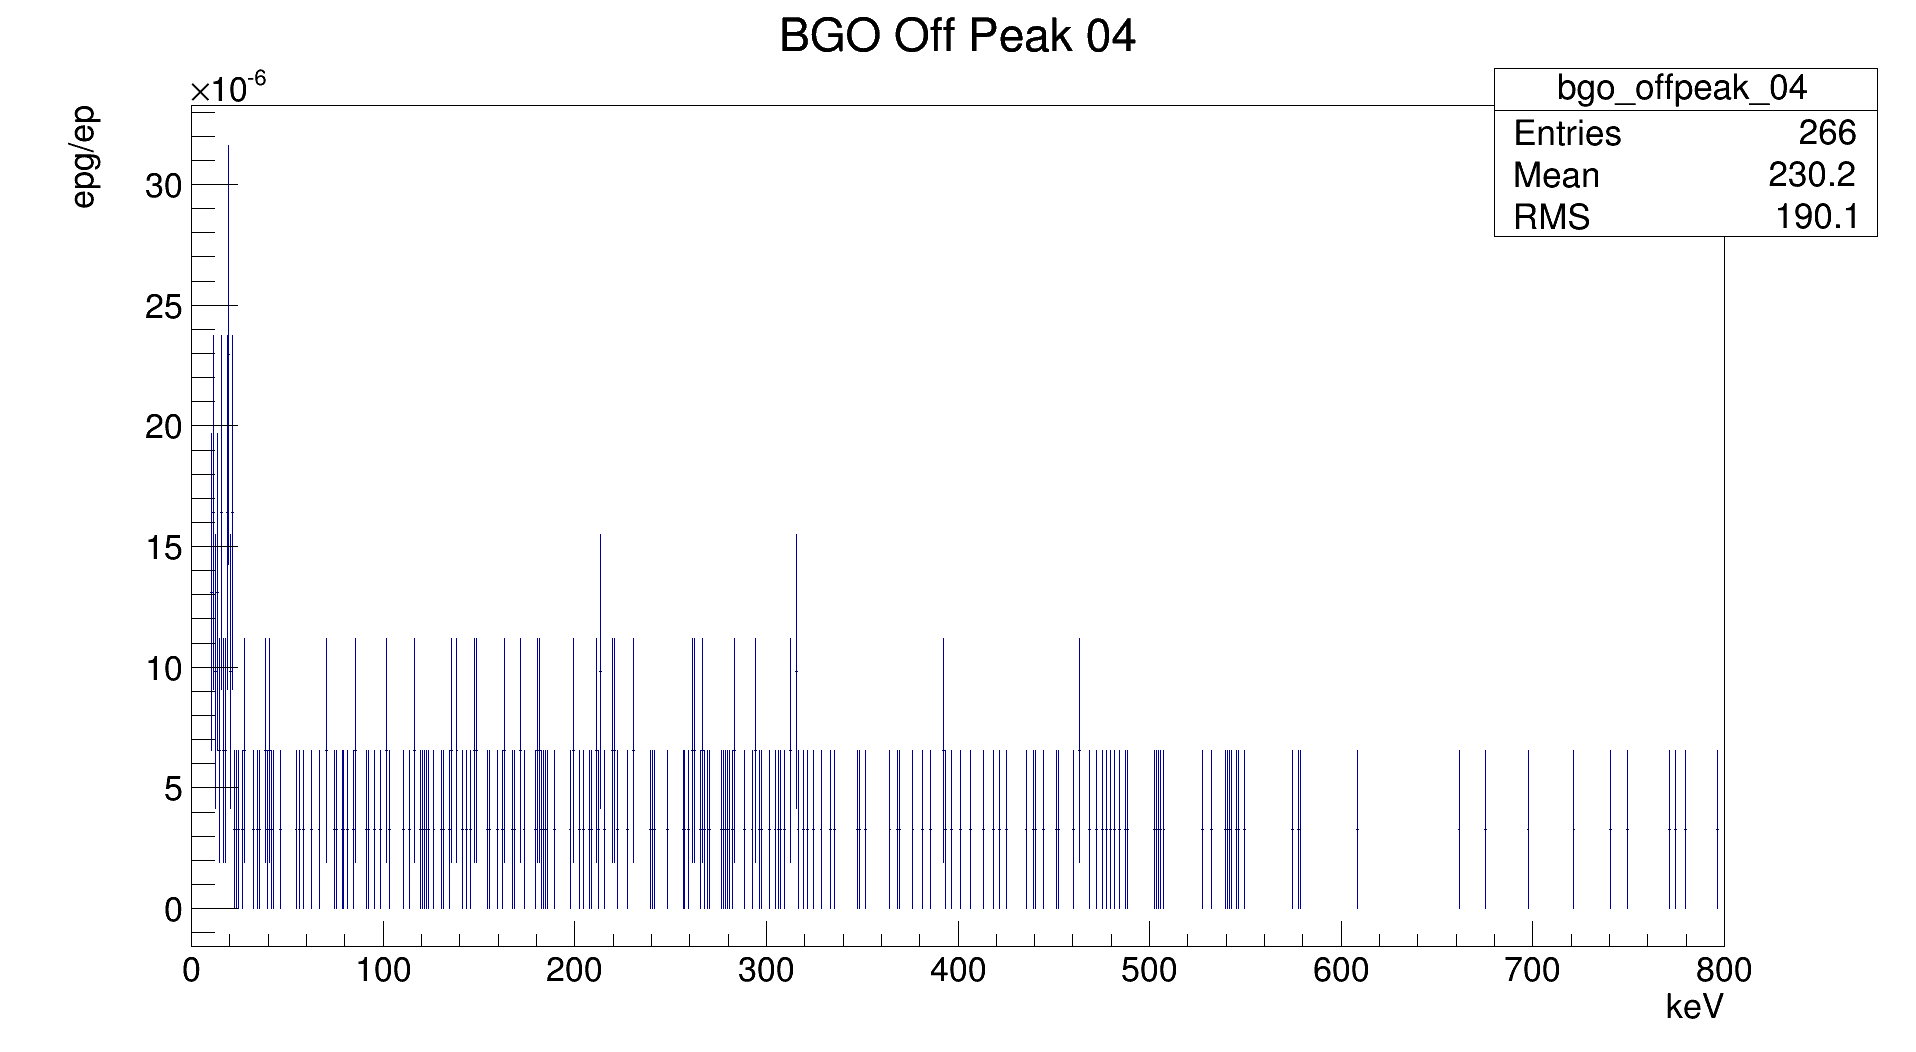 BGO Off Peak 04
×10-6
bgo_offpeak_04
Entries 266
Mean 230.2
RMS 190.1
epg/ep
30
25
20
15
10
5
0
0 100 200 300 400 500 600 700 800
keV